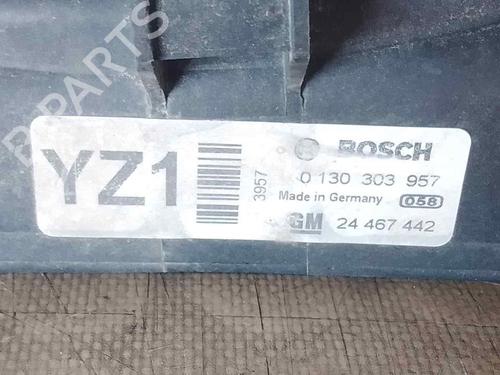 B PARTS
YZ1
3957
BOSCH
0 130 303 957
Made in Germany 058
GM 24 467 442